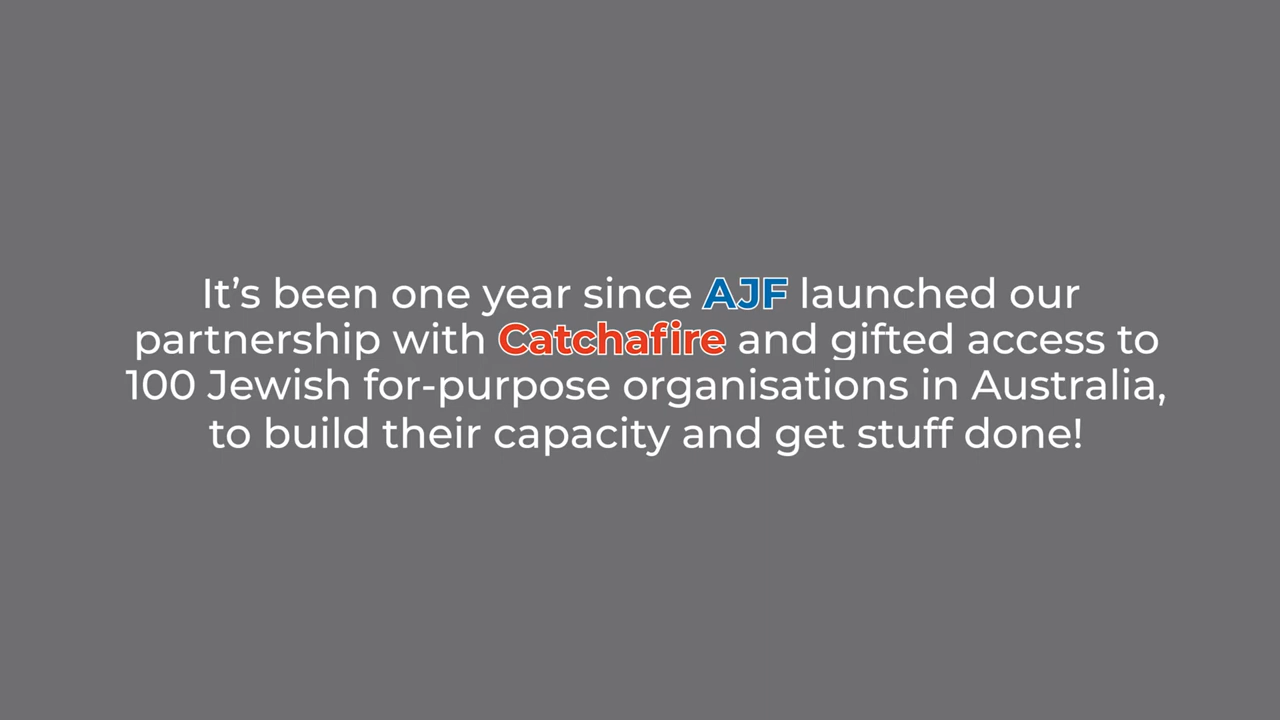 It’s been one year since AJF launched our
partnership with Catchafire and gifted access to
100 Jewish for-purpose organisations in Australia,
to build their capacity and get stuff done!